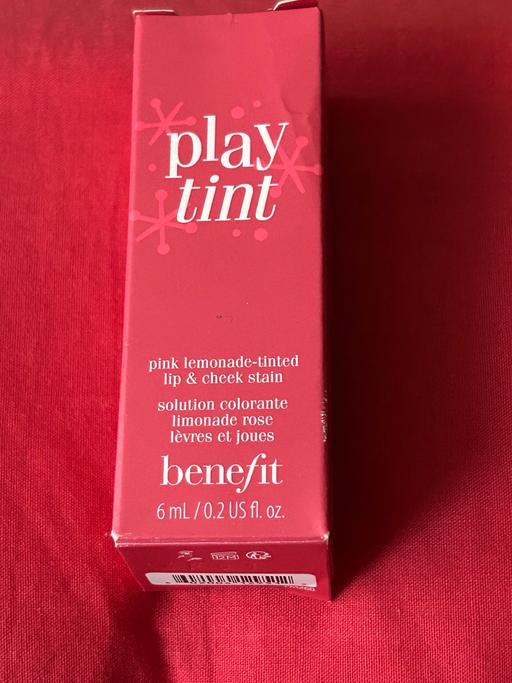 play
tint
pink lemonade-tinted
lip & cheek stain
solution colorante
limonade rose
lèvres et joues
benefit
6 mL / 0.2 US fl. oz.
12M